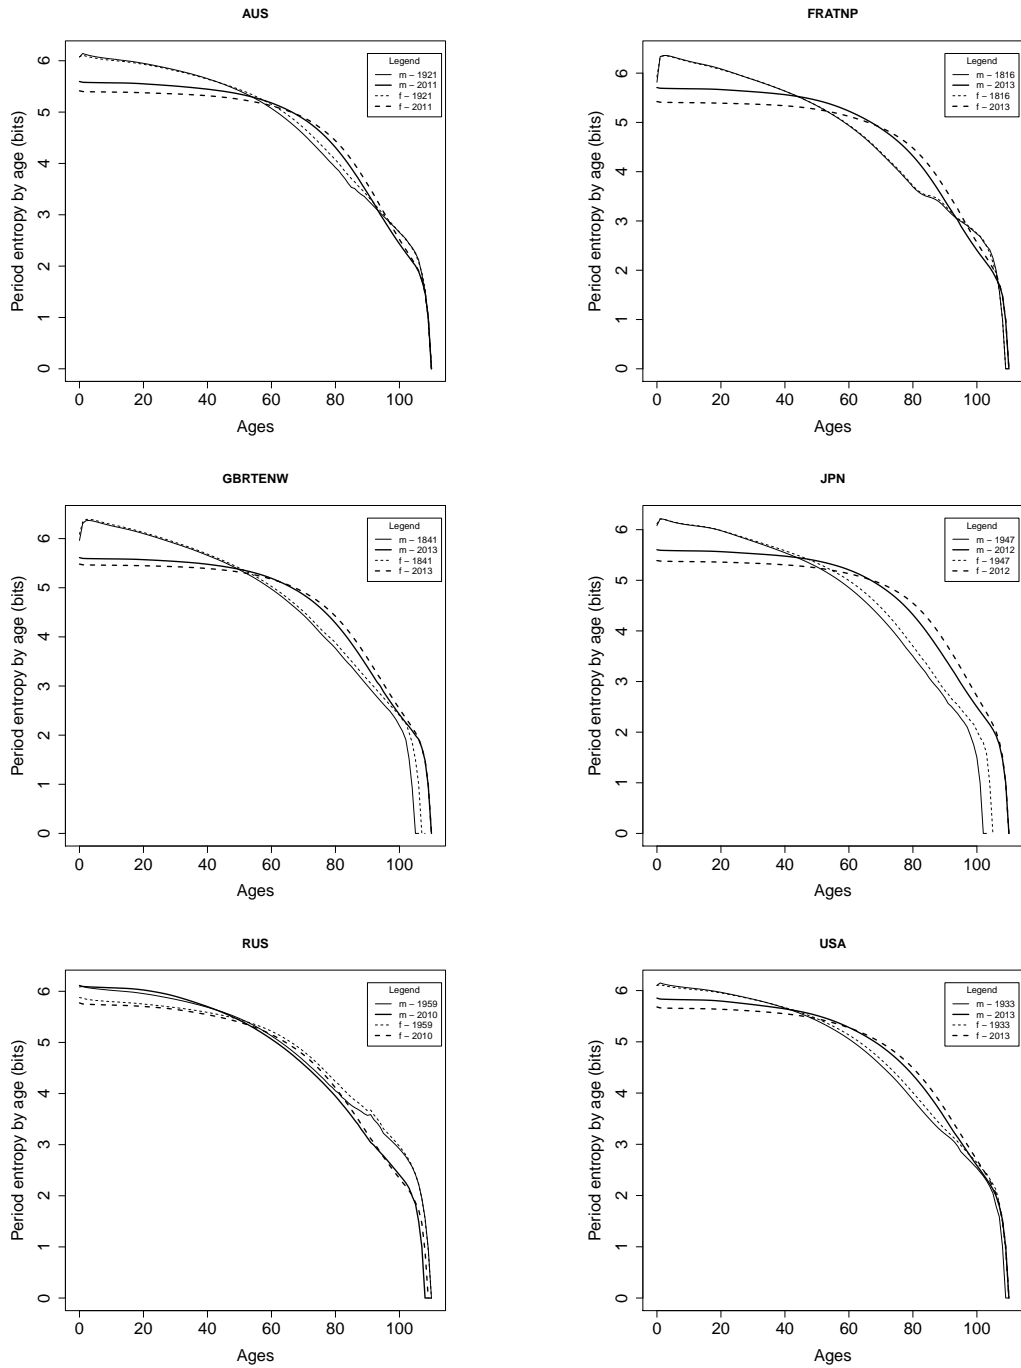 AUS
Period entropy by age (bits)
6
5
4
3
2
1
0
0 20 40 60 80 100
Ages
Legend
m − 1921
m − 2011
f − 1921
f − 2011
FRATNP
Period entropy by age (bits)
6
5
4
3
2
1
0
0 20 40 60 80 100
Ages
Legend
m − 1816
m − 2013
f − 1816
f − 2013
GBRTENW
Period entropy by age (bits)
6
5
4
3
2
1
0
0 20 40 60 80 100
Ages
Legend
m − 1841
m − 2013
f − 1841
f − 2013
JPN
Period entropy by age (bits)
6
5
4
3
2
1
0
0 20 40 60 80 100
Ages
Legend
m − 1947
m − 2012
f − 1947
f − 2012
RUS
Period entropy by age (bits)
6
5
4
3
2
1
0
0 20 40 60 80 100
Ages
Legend
m − 1959
m − 2010
f − 1959
f − 2010
USA
Period entropy by age (bits)
6
5
4
3
2
1
0
0 20 40 60 80 100
Ages
Legend
m − 1933
m − 2013
f − 1933
f − 2013